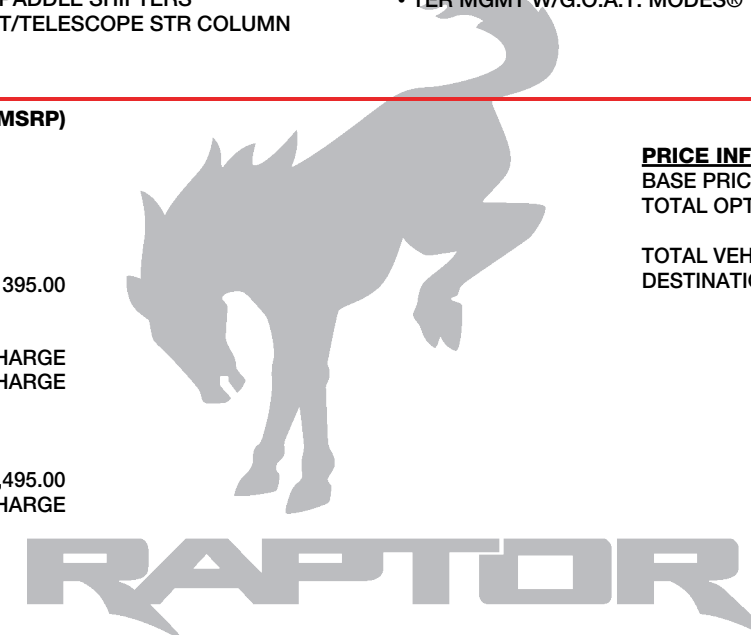 PADDLE SHIFTERS
T/TELESCOPE STR COLUMN
• TER MGMT W/G.O.A.T. MODES®
MSRP)
395.00
HARGE
HARGE
,495.00
HARGE
PRICE INF
BASE PRIC
TOTAL OPT
TOTAL VEH
DESTINATIO
RAPTOR